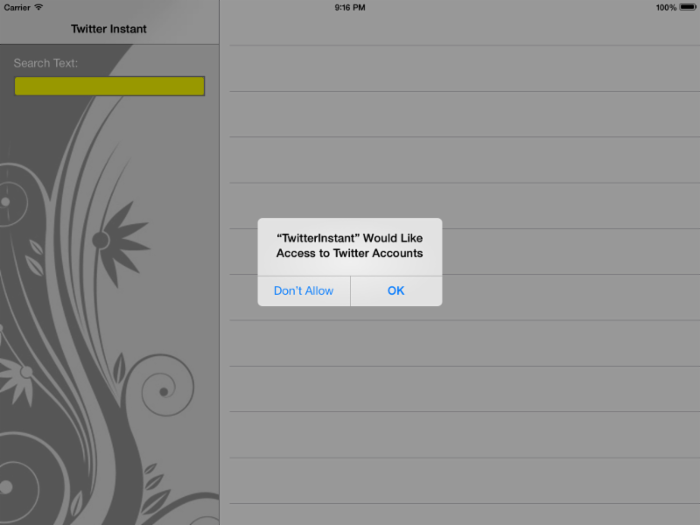 Carrier 9:16 PM 100%
Twitter Instant
Search Text:
“TwitterInstant” Would Like
Access to Twitter Accounts
Don't Allow OK